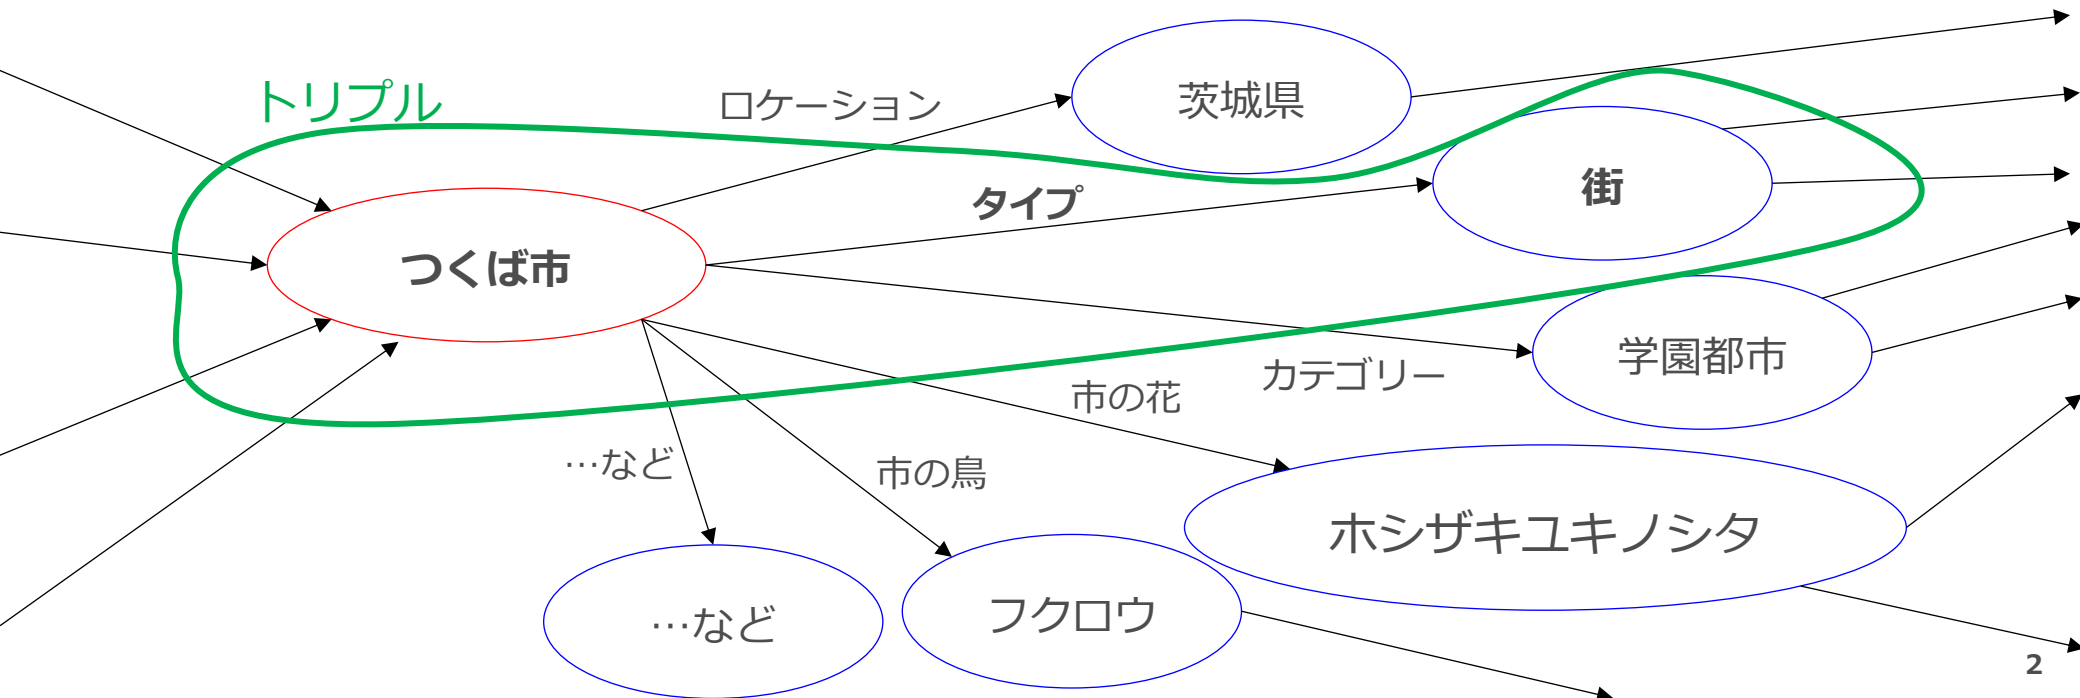 トリプル
ロケーション
茨城県
タイプ
街
つくば市
学園都市
カテゴリー
市の花
…など
市の鳥
ホシザキユキノシタ
…など
フクロウ
2